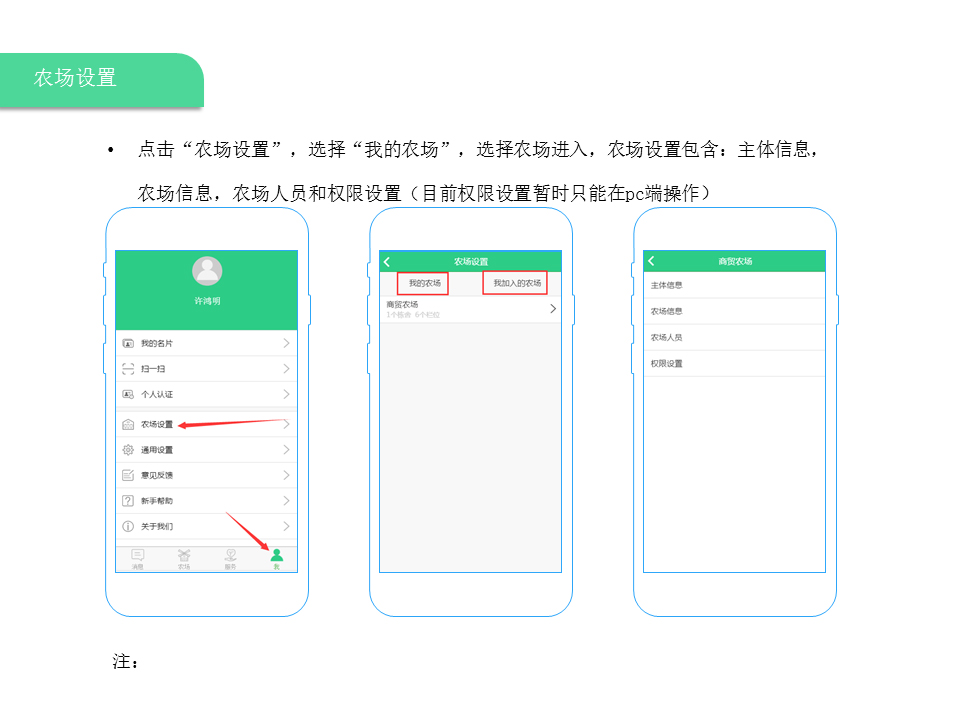 农场设置
• 点击“农场设置”，选择“我的农场”，选择农场进入，农场设置包含：主体信息，
农场信息，农场人员和权限设置（目前权限设置暂时只能在pc端操作）
许鸿明
我的名片
扫一扫
个人认证
农场设置
通用设置
意见反馈
新手帮助
关于我们
消息 农场 服务 我
农场设置
我的农场 我加入的农场
商贸农场
6个栏位
商贸农场
主体信息
农场信息
农场人员
权限设置
注：